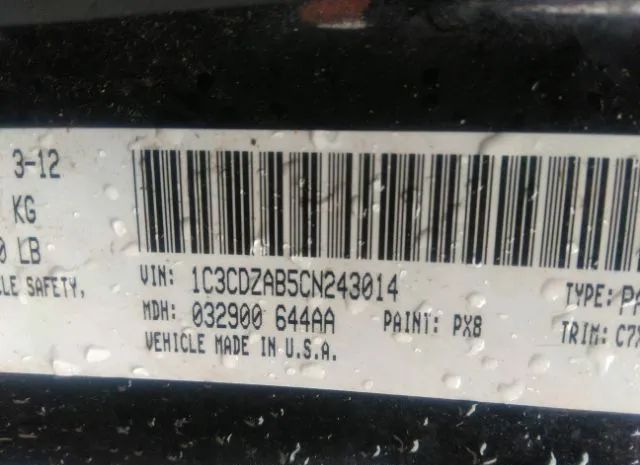 3-12
KG
0 LB
CLE SAFETY,
VIN: 1C3CDZAB5CN243014
MDH: 032900 644AA
PAINT: PX8
VEHICLE MADE IN U.S.A.
TYPE: PA
TRIM: C7X